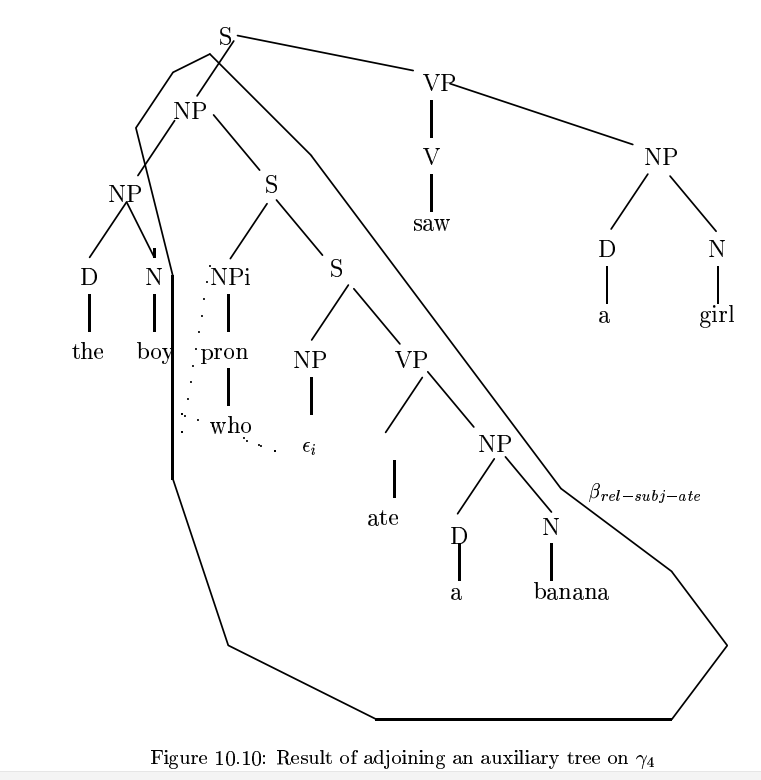 S
VP
NP
V
NP
S
NP
saw
D
N
D
N
NPi
S
a
girl
the
boy
pron
NP
VP
who
ϵi
NP
β rel−subj−ate
ate
D
N
a
banana
Figure 10.10: Result of adjoining an auxiliary tree on γ4